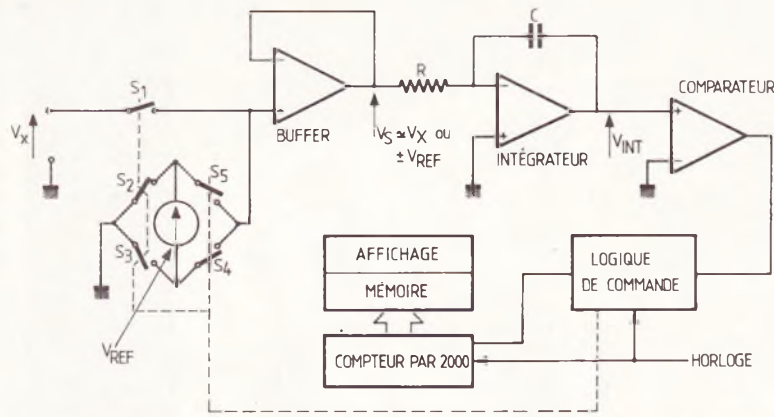 C
R
S1
COMPARATEUR
Vx
BUFFER
VS ≃ VX ou
± VREF
INTÉGRATEUR
VINT
S2
S5
S3
S4
AFFICHAGE
MÉMOIRE
LOGIQUE
DE COMMANDE
VREF
COMPTEUR PAR 2000
HORLOGE